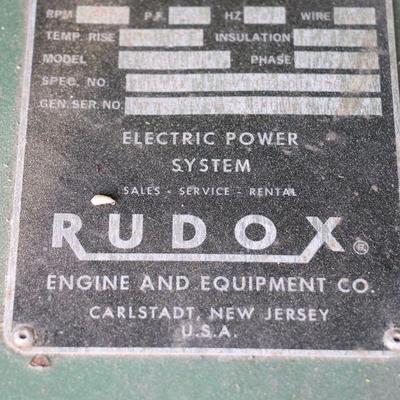 RPM P.F. HZ WIRE
TEMP. RISE INSULATION
MODEL PHASE
SPEC. NO.
GEN. SER. NO.
ELECTRIC POWER
SYSTEM
SALES - SERVICE - RENTAL
RUDOX®
ENGINE AND EQUIPMENT CO.
CARLSTADT, NEW JERSEY
U.S.A.